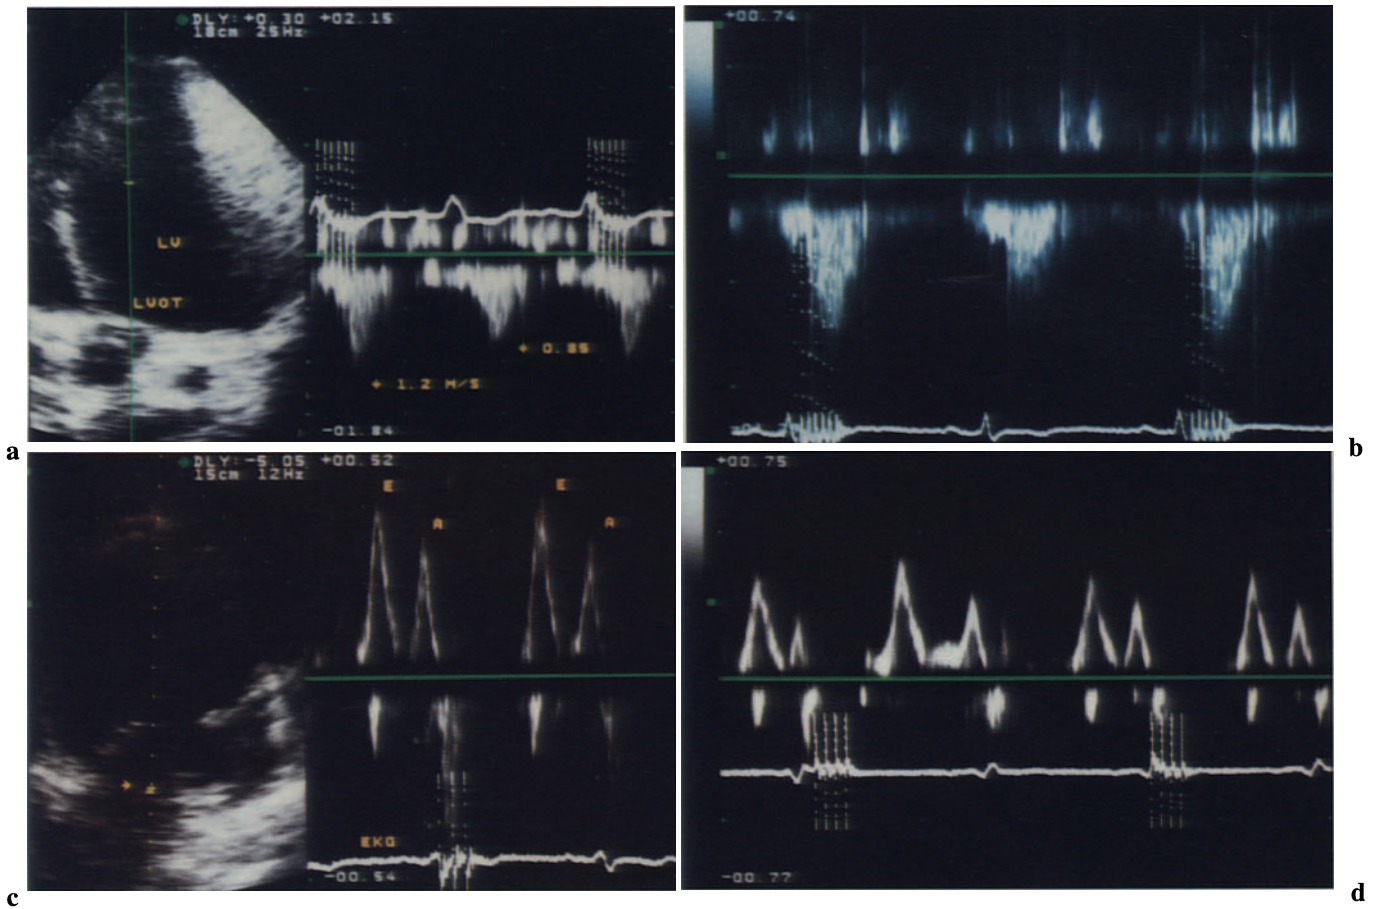 DLY:+0.30 +02.15
18cm 25Hz
LV
LVOT
+ 0.85
+ 1.2 M/S
-01.84
a
+00.74
b
DLY:-5.05 +00.52
15cm 12Hz
E
A
E
A
EKG
-00.54
c
+00.75
-00.77
d